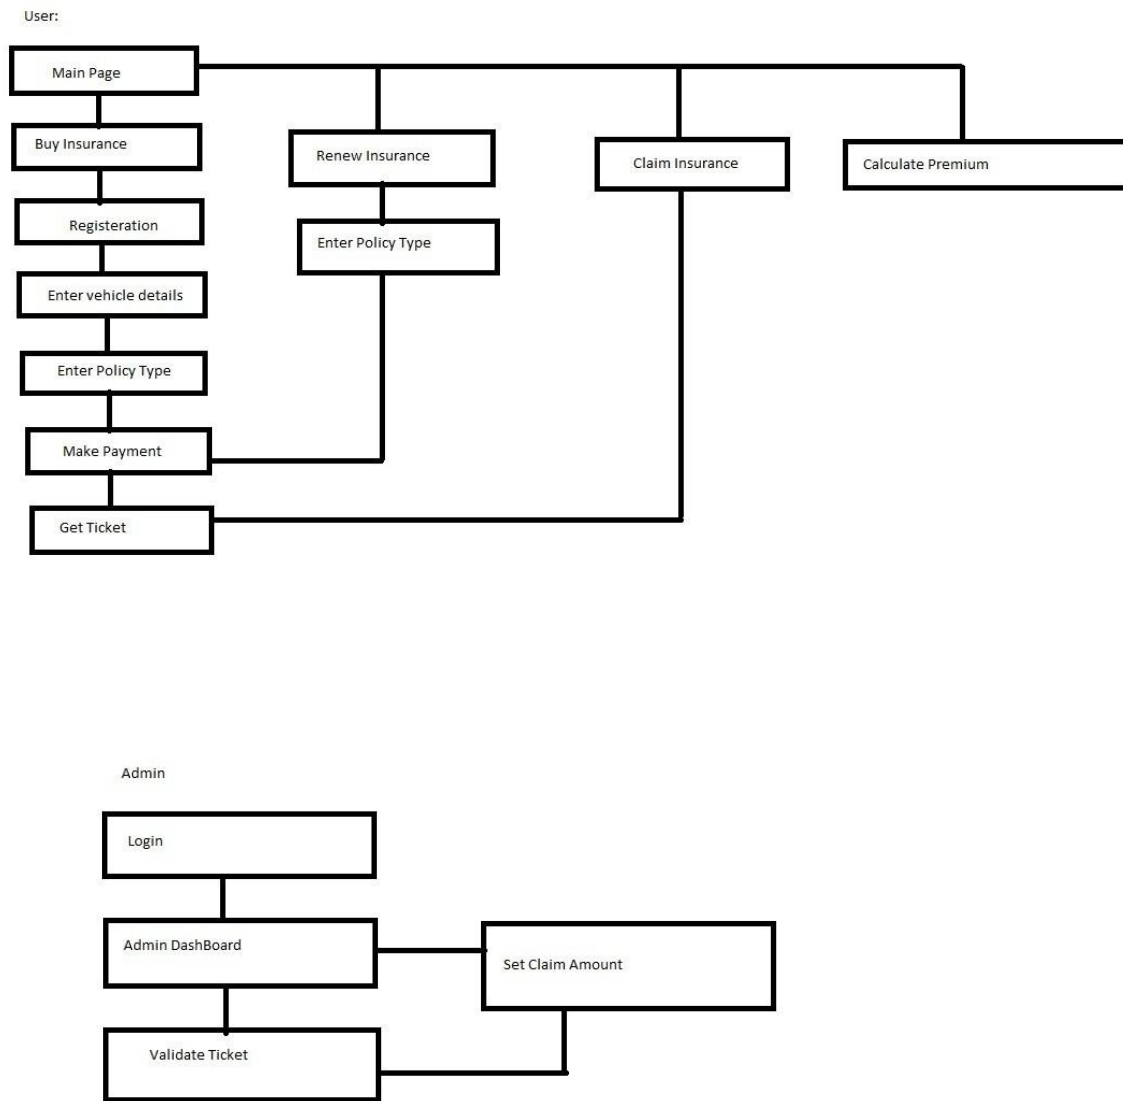 User:
Main Page
Buy Insurance
Renew Insurance
Claim Insurance
Calculate Premium
Registeration
Enter Policy Type
Enter vehicle details
Enter Policy Type
Make Payment
Get Ticket
Admin
Login
Admin DashBoard
Set Claim Amount
Validate Ticket